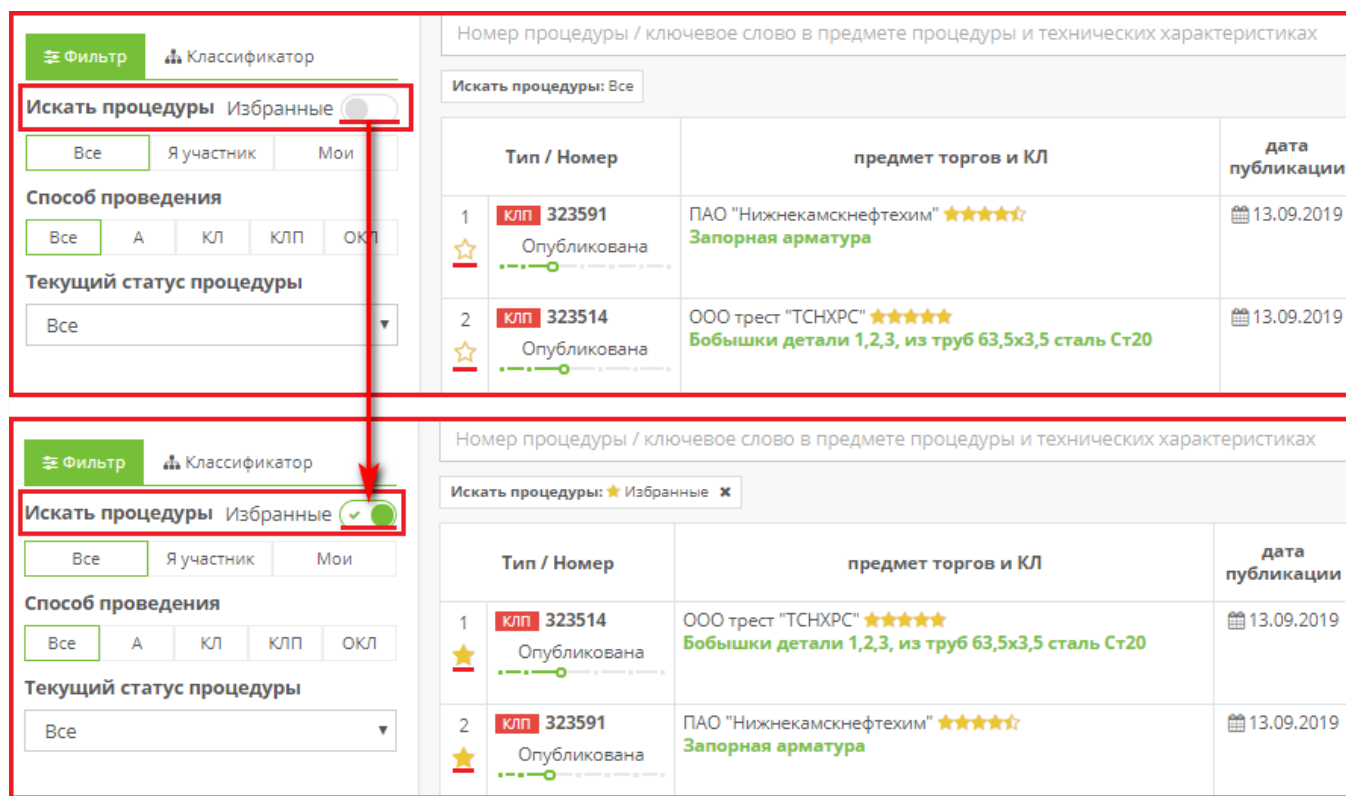 Фильтр Классификатор
Искать процедуры Избранные
Все Я участник Мои
Способ проведения
Все А КЛ КЛП ОКЛ
Текущий статус процедуры
Все
Номер процедуры / ключевое слово в предмете процедуры и технических характеристиках
Искать процедуры: Все
Тип / Номер предмет торгов и КЛ дата
публикации
1 КЛП 323591 ПАО "Нижнекамскнефтехим" 13.09.2019
Опубликована Запорная арматура
2 КЛП 323514 ООО трест "ТСНХРС" 13.09.2019
Опубликована Бобышки детали 1,2,3, из труб 63,5х3,5 сталь Ст20
Фильтр Классификатор
Искать процедуры Избранные
Все Я участник Мои
Способ проведения
Все А КЛ КЛП ОКЛ
Текущий статус процедуры
Все
Номер процедуры / ключевое слово в предмете процедуры и технических характеристиках
Искать процедуры: Избранные ✖
Тип / Номер предмет торгов и КЛ дата
публикации
1 КЛП 323514 ООО трест "ТСНХРС" 13.09.2019
Опубликована Бобышки детали 1,2,3, из труб 63,5х3,5 сталь Ст20
2 КЛП 323591 ПАО "Нижнекамскнефтехим" 13.09.2019
Опубликована Запорная арматура